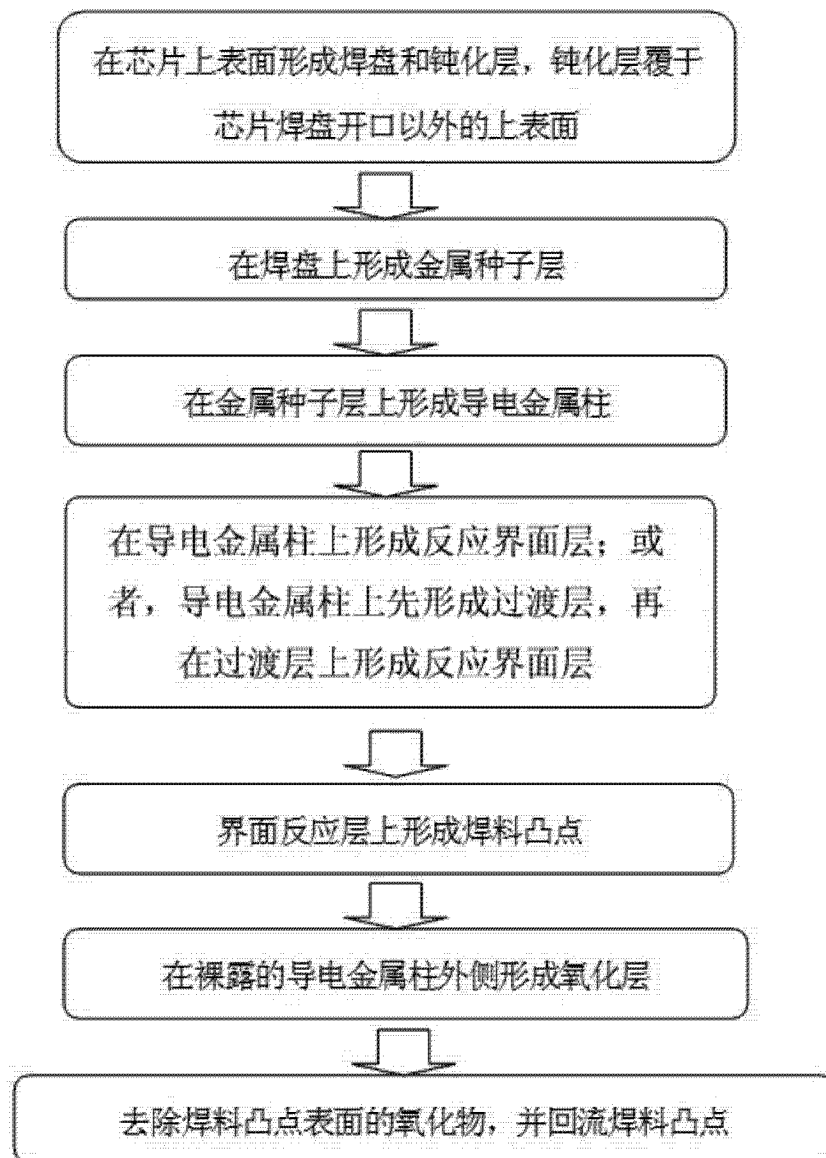 在芯片上表面形成焊盘和钝化层，钝化层覆于
芯片焊盘开口以外的上表面
在焊盘上形成金属种子层
在金属种子层上形成导电金属柱
在导电金属柱上形成反应界面层；或
者，导电金属柱上先形成过渡层，再
在过渡层上形成反应界面层
界面反应层上形成焊料凸点
在裸露的导电金属柱外侧形成氧化层
去除焊料凸点表面的氧化物，并回流焊料凸点